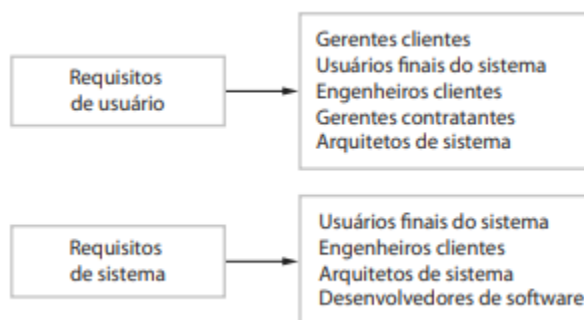 Requisitos
de usuário
Gerentes clientes
Usuários finais do sistema
Engenheiros clientes
Gerentes contratantes
Arquitetos de sistema
Requisitos
de sistema
Usuários finais do sistema
Engenheiros clientes
Arquitetos de sistema
Desenvolvedores de software